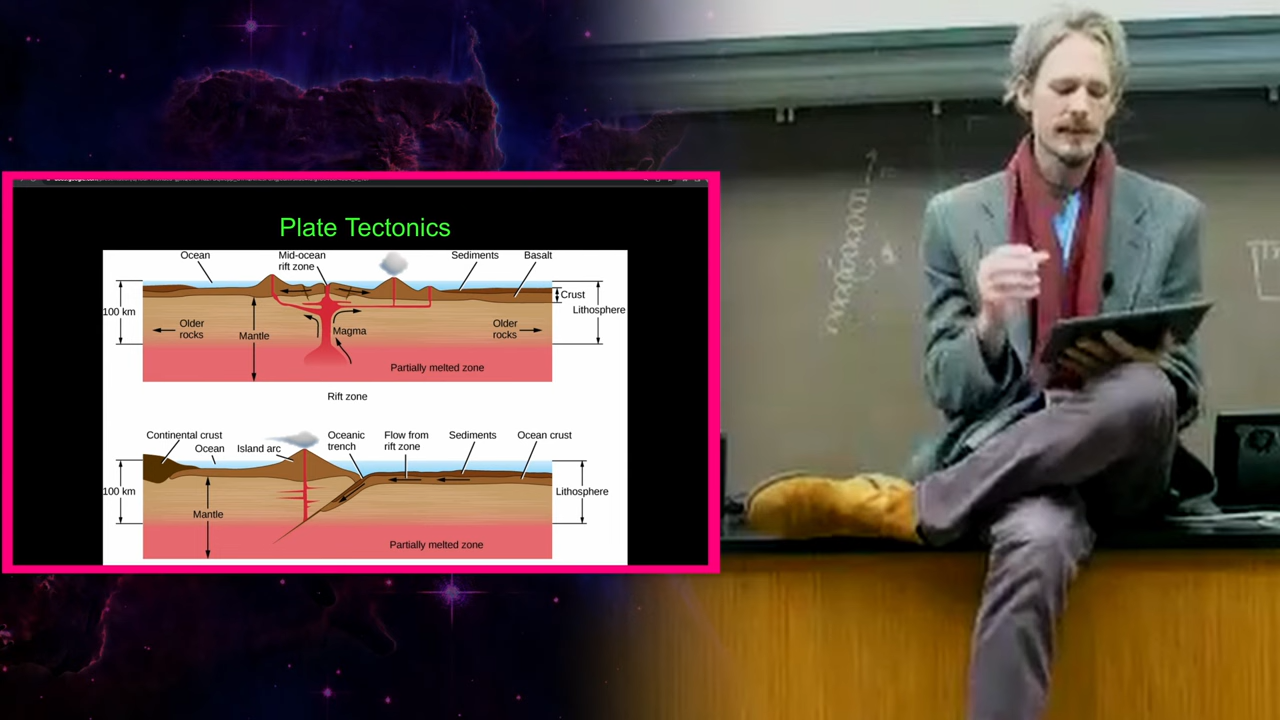 Plate Tectonics
Ocean
Mid-ocean
rift zone
Sediments
Basalt
Crust
100 km
Lithosphere
Older
rocks
Mantle
Magma
Older
rocks
Partially melted zone
Rift zone
Continental crust
Ocean
Island arc
Oceanic
trench
Flow from
rift zone
Sediments
Ocean crust
100 km
Lithosphere
Mantle
Partially melted zone